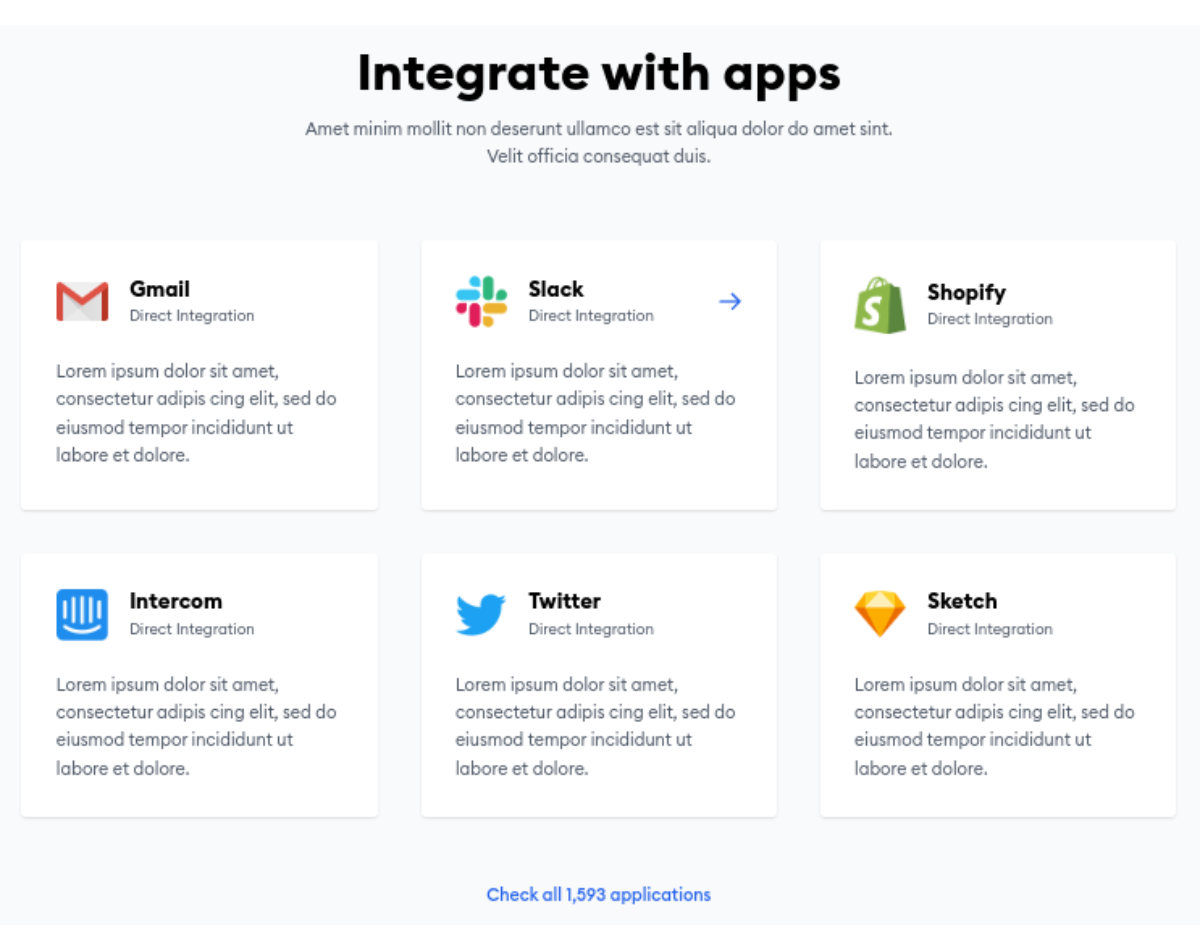 Integrate with apps
Amet minim mollit non deserunt ullamco est sit aliqua dolor do amet sint.
Velit officia consequat duis.
Gmail
Direct Integration
Lorem ipsum dolor sit amet,
consectetur adipis cing elit, sed do
eiusmod tempor incididunt ut
labore et dolore.
Slack
Direct Integration
Lorem ipsum dolor sit amet,
consectetur adipis cing elit, sed do
eiusmod tempor incididunt ut
labore et dolore.
Shopify
Direct Integration
Lorem ipsum dolor sit amet,
consectetur adipis cing elit, sed do
eiusmod tempor incididunt ut
labore et dolore.
Intercom
Direct Integration
Lorem ipsum dolor sit amet,
consectetur adipis cing elit, sed do
eiusmod tempor incididunt ut
labore et dolore.
Twitter
Direct Integration
Lorem ipsum dolor sit amet,
consectetur adipis cing elit, sed do
eiusmod tempor incididunt ut
labore et dolore.
Sketch
Direct Integration
Lorem ipsum dolor sit amet,
consectetur adipis cing elit, sed do
eiusmod tempor incididunt ut
labore et dolore.
Check all 1,593 applications